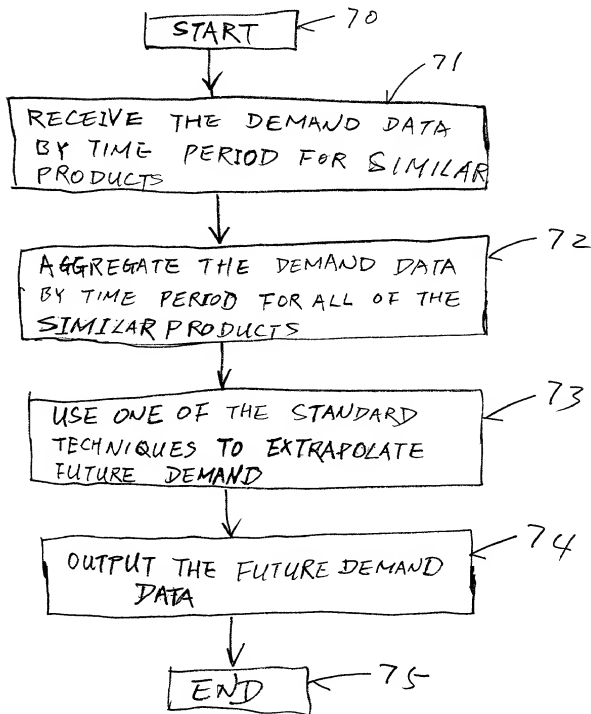 START
70
71
RECEIVE THE DEMAND DATA
BY TIME PERIOD FOR SIMILAR
PRODUCTS
72
AGGREGATE THE DEMAND DATA
BY TIME PERIOD FOR ALL OF THE
SIMILAR PRODUCTS
73
USE ONE OF THE STANDARD
TECHNIQUES TO EXTRAPOLATE
FUTURE DEMAND
74
OUTPUT THE FUTURE DEMAND
DATA
END
75